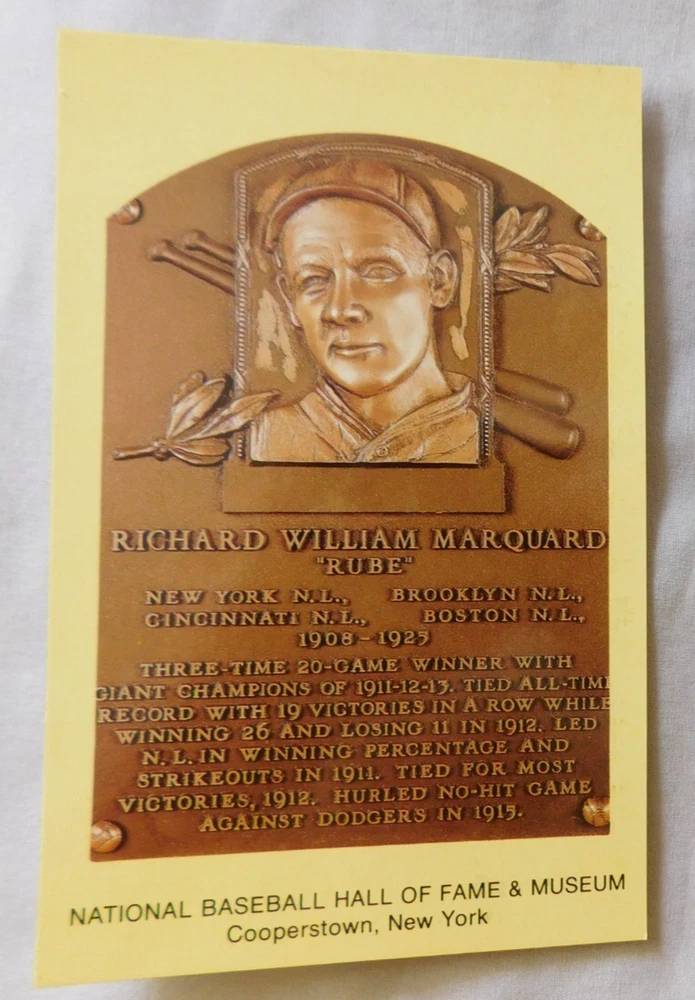 RICHARD WILLIAM MARQUARD
"RUBE"
NEW YORK N.L., BROOKLYN N.L.,
CINCINNATI N.L., BOSTON N.L.,
1908-1925
THREE-TIME 20-GAME WINNER WITH
GIANT CHAMPIONS OF 1911-12-13. TIED ALL-TIME
RECORD WITH 19 VICTORIES IN A ROW WHILE
WINNING 26 AND LOSING 11 IN 1912. LED
N.L. IN WINNING PERCENTAGE AND
STRIKEOUTS IN 1911. TIED FOR MOST
VICTORIES, 1912. HURLED NO-HIT GAME
AGAINST DODGERS IN 1915.
NATIONAL BASEBALL HALL OF FAME & MUSEUM
Cooperstown, New York